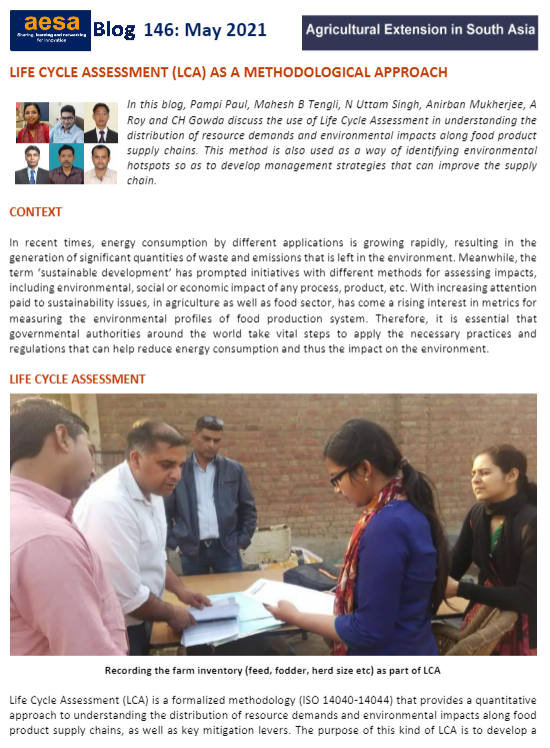 aesa
Sharing, learning and networking
for innovation
Blog 146: May 2021
Agricultural Extension in South Asia
LIFE CYCLE ASSESSMENT (LCA) AS A METHODOLOGICAL APPROACH
In this blog, Pampi Paul, Mahesh B Tengli, N Uttam Singh, Anirban Mukherjee, A
Roy and CH Gowda discuss the use of Life Cycle Assessment in understanding the
distribution of resource demands and environmental impacts along food product
supply chains. This method is also used as a way of identifying environmental
hotspots so as to develop management strategies that can improve the supply
chain.
CONTEXT
In recent times, energy consumption by different applications is growing rapidly, resulting in the
generation of significant quantities of waste and emissions that is left in the environment. Meanwhile, the
term ‘sustainable development’ has prompted initiatives with different methods for assessing impacts,
including environmental, social or economic impact of any process, product, etc. With increasing attention
paid to sustainability issues, in agriculture as well as food sector, has come a rising interest in metrics for
measuring the environmental profiles of food production system. Therefore, it is essential that
governmental authorities around the world take vital steps to apply the necessary practices and
regulations that can help reduce energy consumption and thus the impact on the environment.
LIFE CYCLE ASSESSMENT
Recording the farm inventory (feed, fodder, herd size etc) as part of LCA
Life Cycle Assessment (LCA) is a formalized methodology (ISO 14040-14044) that provides a quantitative
approach to understanding the distribution of resource demands and environmental impacts along food
product supply chains, as well as key mitigation levers. The purpose of this kind of LCA is to develop a